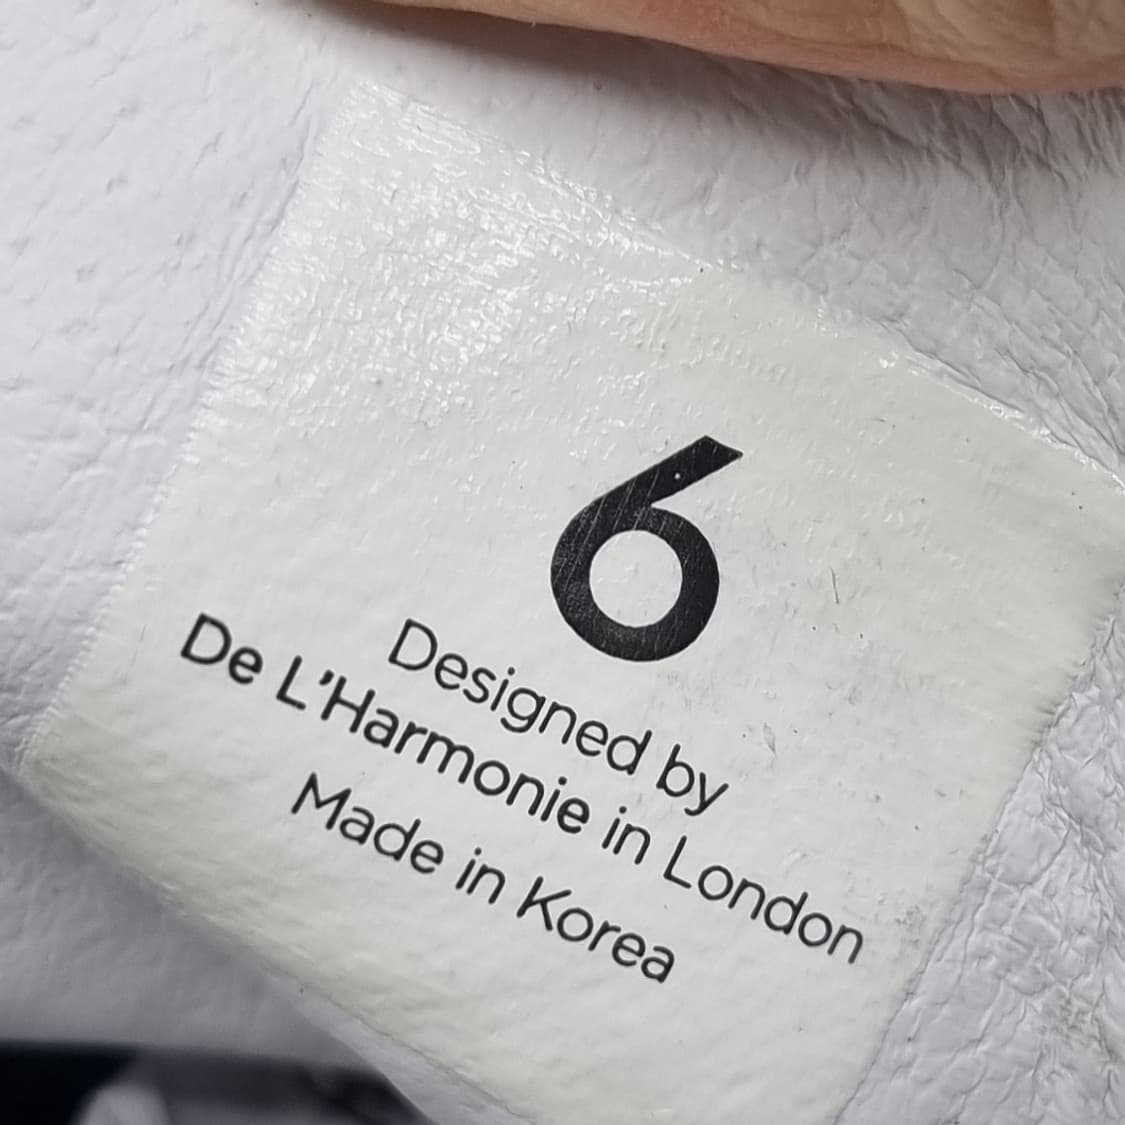 6
Designed by
De L'Harmonie in London
Made in Korea